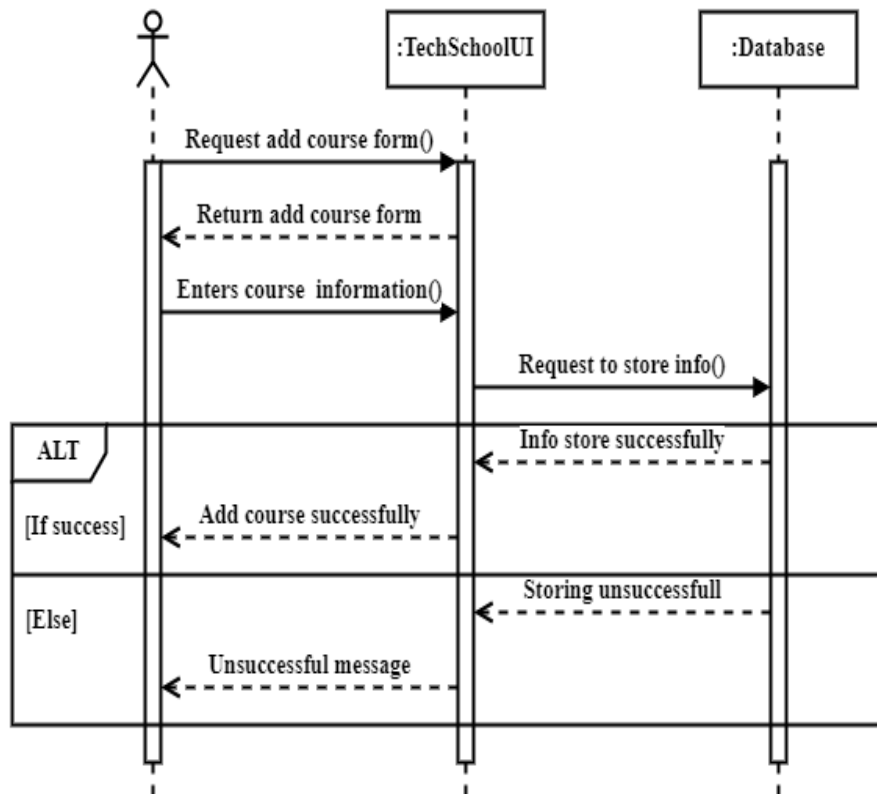 :TechSchoolUI
:Database
Request add course form()
Return add course form
Enters course information()
Request to store info()
ALT
Info store successfully
[If success]
Add course successfully
Storing unsuccessfull
[Else]
Unsuccessful message